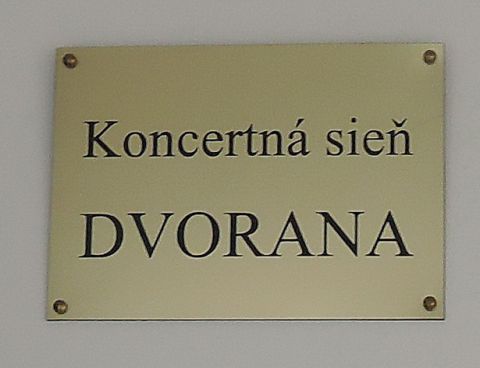 Koncertná sieň
DVORANA